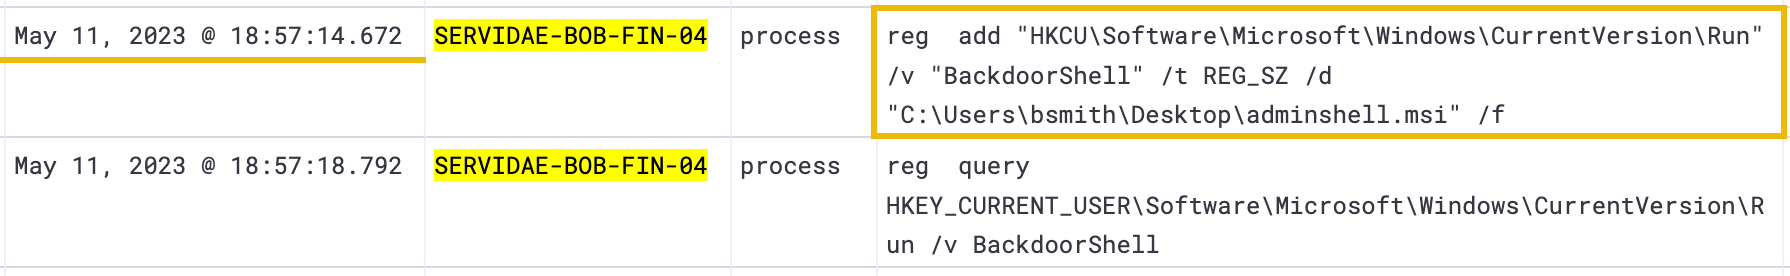 May 11, 2023 @ 18:57:14.672 SERVIDAE-BOB-FIN-04 process reg  add "HKCU\Software\Microsoft\Windows\CurrentVersion\Run"
/v "BackdoorShell" /t REG_SZ /d
"C:\Users\bsmith\Desktop\adminshell.msi" /f
May 11, 2023 @ 18:57:18.792 SERVIDAE-BOB-FIN-04 process reg  query
HKEY_CURRENT_USER\Software\Microsoft\Windows\CurrentVersion\R
un /v BackdoorShell